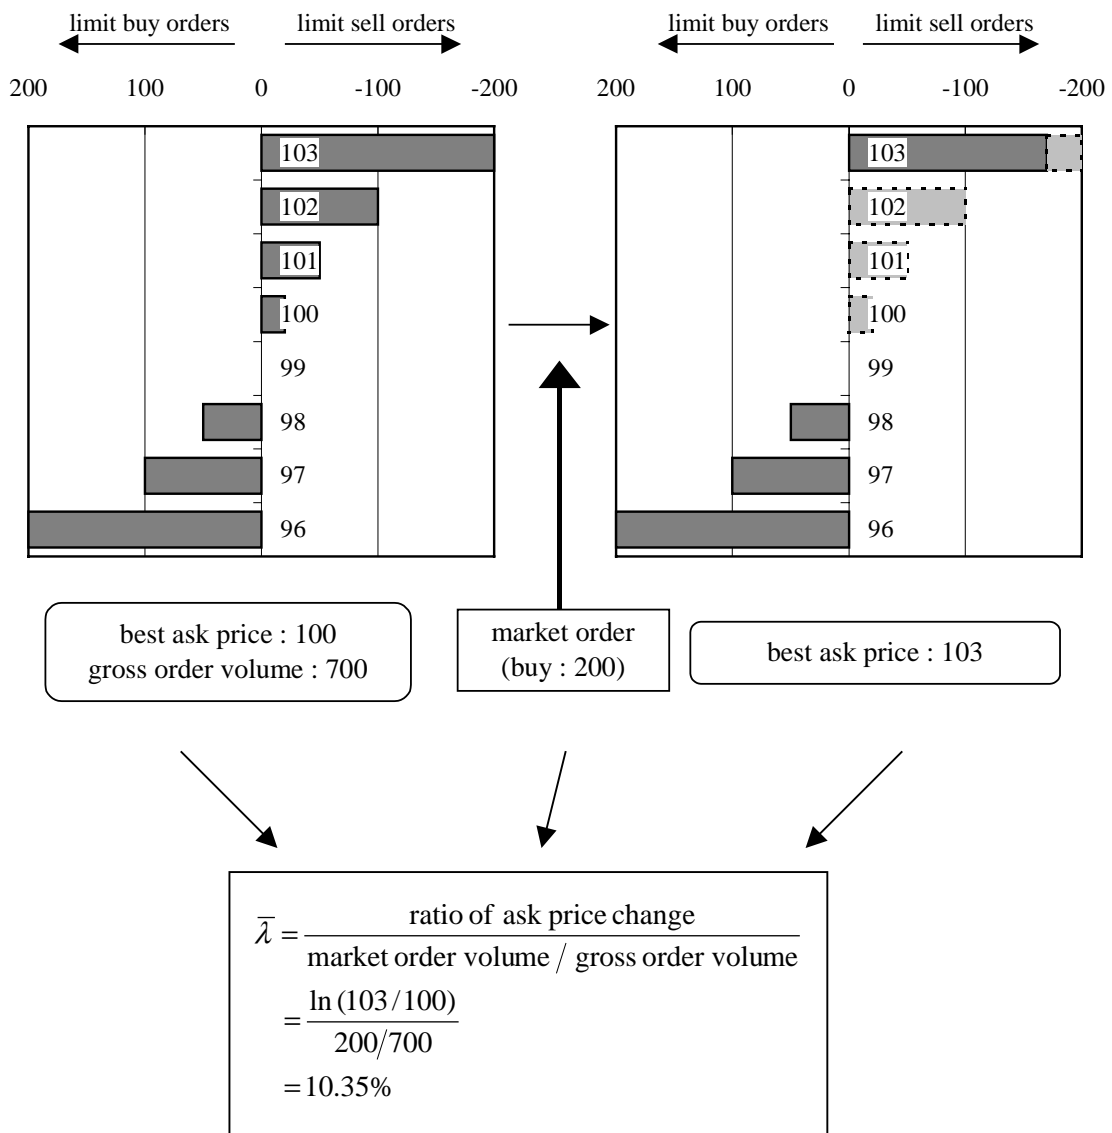 limit buy orders limit sell orders
200 100 0 -100 -200
103
102
101
100
99
98
97
96
limit buy orders limit sell orders
200 100 0 -100 -200
103
102
101
100
99
98
97
96
best ask price : 100
gross order volume : 700
market order
(buy : 200)
best ask price : 103
λ̄ = ratio of ask price change / market order volume / gross order volume
= ln (103/100) / 200/700
= 10.35%